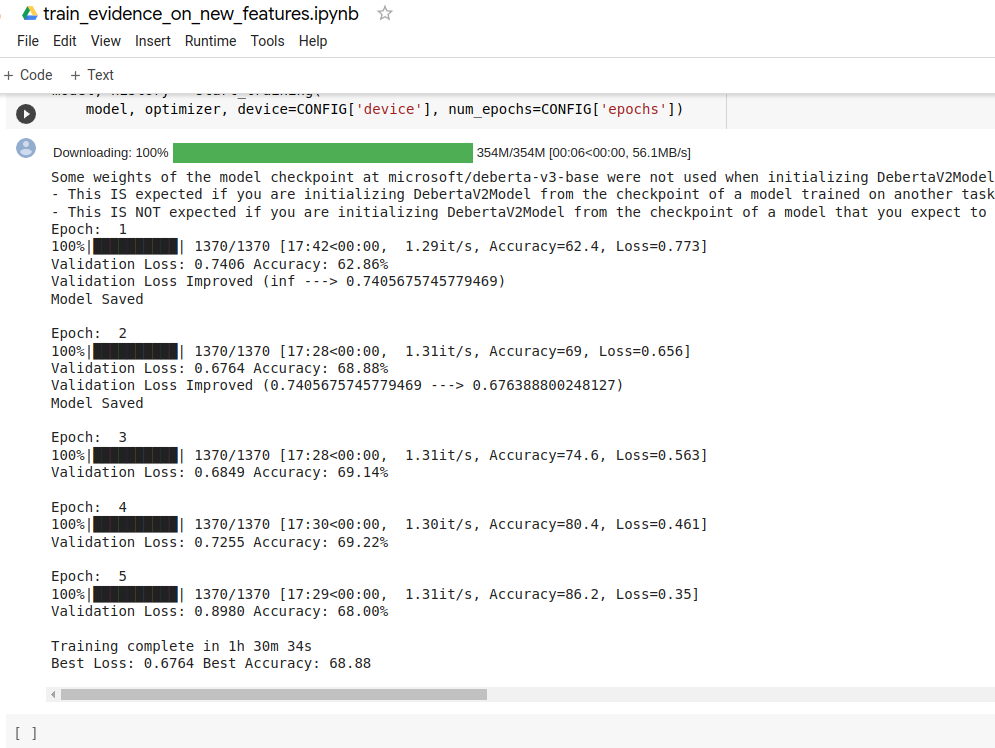 train_evidence_on_new_features.ipynb
File Edit View Insert Runtime Tools Help
+ Code + Text
model, optimizer, device=CONFIG['device'], num_epochs=CONFIG['epochs'])
Downloading: 100% 354M/354M [00:06<00:00, 56.1MB/s]
Some weights of the model checkpoint at microsoft/deberta-v3-base were not used when initializing DebertaV2Model
- This IS expected if you are initializing DebertaV2Model from the checkpoint of a model trained on another task
- This IS NOT expected if you are initializing DebertaV2Model from the checkpoint of a model that you expect to
Epoch: 1
100%|██████████| 1370/1370 [17:42<00:00, 1.29it/s, Accuracy=62.4, Loss=0.773]
Validation Loss: 0.7406 Accuracy: 62.86%
Validation Loss Improved (inf ---> 0.7405675745779469)
Model Saved
Epoch: 2
100%|██████████| 1370/1370 [17:28<00:00, 1.31it/s, Accuracy=69, Loss=0.656]
Validation Loss: 0.6764 Accuracy: 68.88%
Validation Loss Improved (0.7405675745779469 ---> 0.676388800248127)
Model Saved
Epoch: 3
100%|██████████| 1370/1370 [17:28<00:00, 1.31it/s, Accuracy=74.6, Loss=0.563]
Validation Loss: 0.6849 Accuracy: 69.14%
Epoch: 4
100%|██████████| 1370/1370 [17:30<00:00, 1.30it/s, Accuracy=80.4, Loss=0.461]
Validation Loss: 0.7255 Accuracy: 69.22%
Epoch: 5
100%|██████████| 1370/1370 [17:29<00:00, 1.31it/s, Accuracy=86.2, Loss=0.35]
Validation Loss: 0.8980 Accuracy: 68.00%
Training complete in 1h 30m 34s
Best Loss: 0.6764 Best Accuracy: 68.88
[ ]